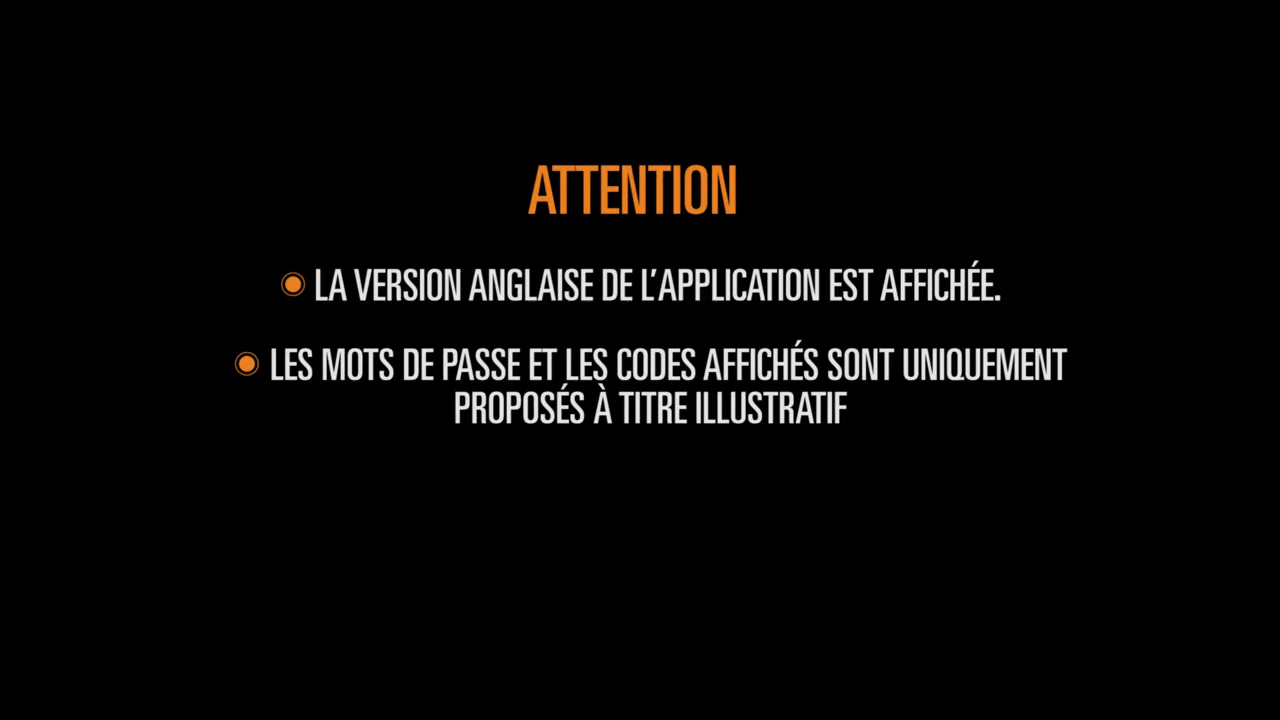 ATTENTION
LA VERSION ANGLAISE DE L’APPLICATION EST AFFICHÉE.
LES MOTS DE PASSE ET LES CODES AFFICHÉS SONT UNIQUEMENT
PROPOSÉS À TITRE ILLUSTRATIF